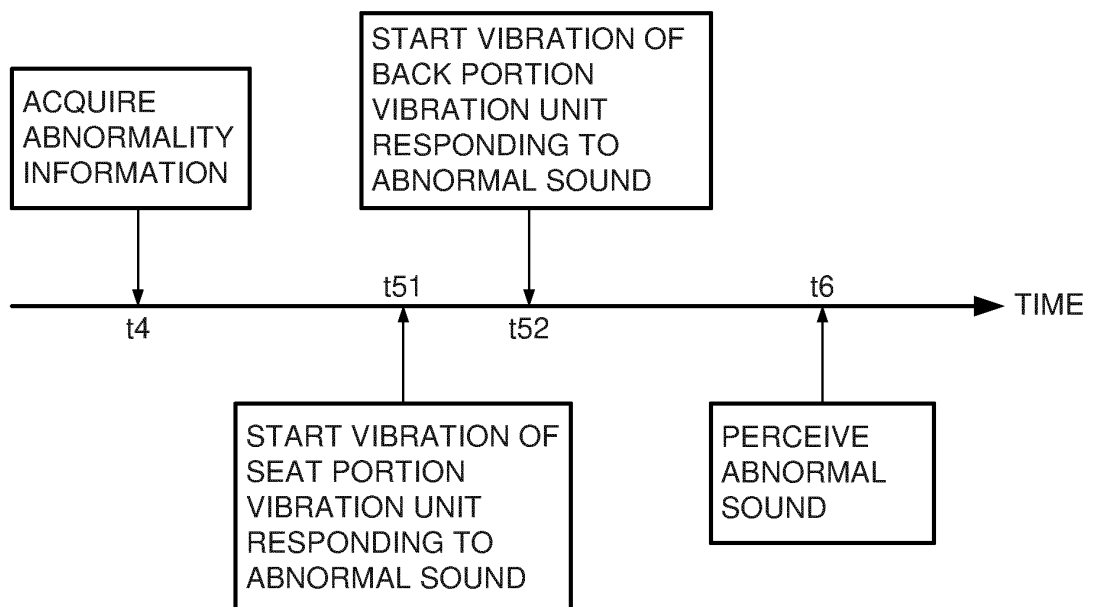 START VIBRATION OF
BACK PORTION
VIBRATION UNIT
RESPONDING TO
ABNORMAL SOUND
ACQUIRE
ABNORMALITY
INFORMATION
t51
t6
TIME
t4
t52
START VIBRATION OF
SEAT PORTION
VIBRATION UNIT
RESPONDING TO
ABNORMAL SOUND
PERCEIVE
ABNORMAL
SOUND